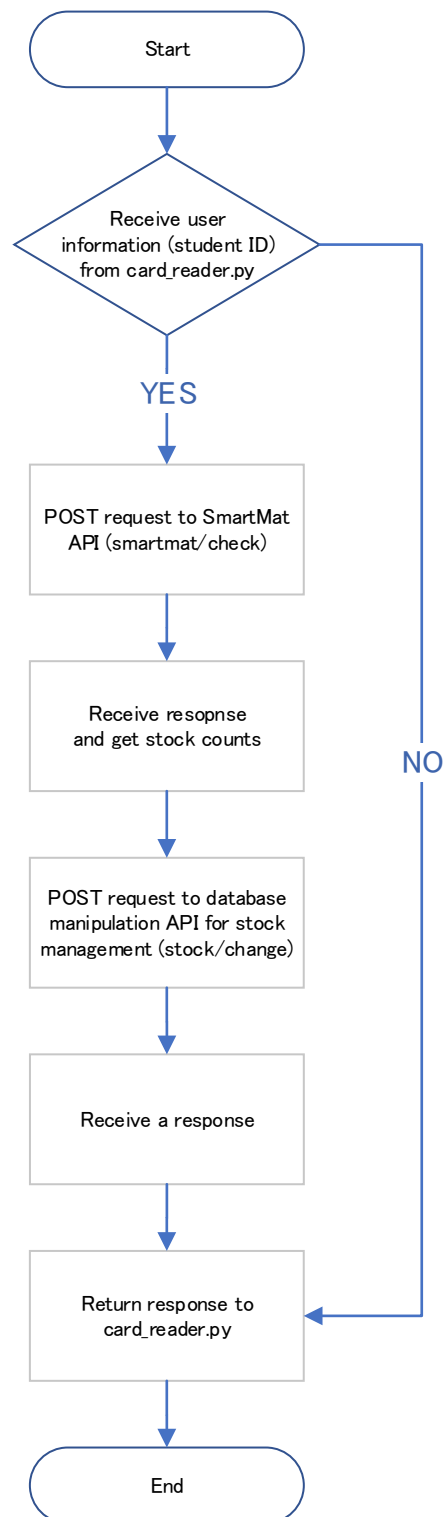 Start
Receive user
information (student ID)
from card_reader.py
YES
POST request to SmartMat
API (smartmat/check)
Receive resopnse
and get stock counts
NO
POST request to database
manipulation API for stock
management (stock/change)
Receive a response
Return response to
card_reader.py
End